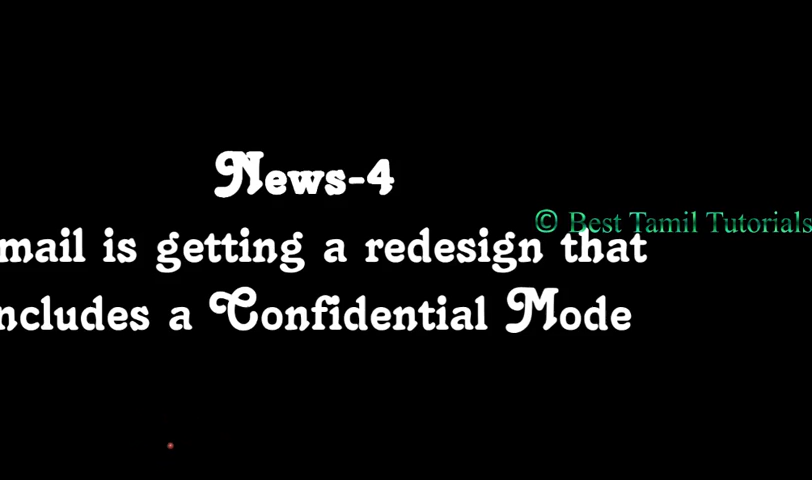 News-4
© Best Tamil Tutorials
mail is getting a redesign that
ncludes a Confidential Mode